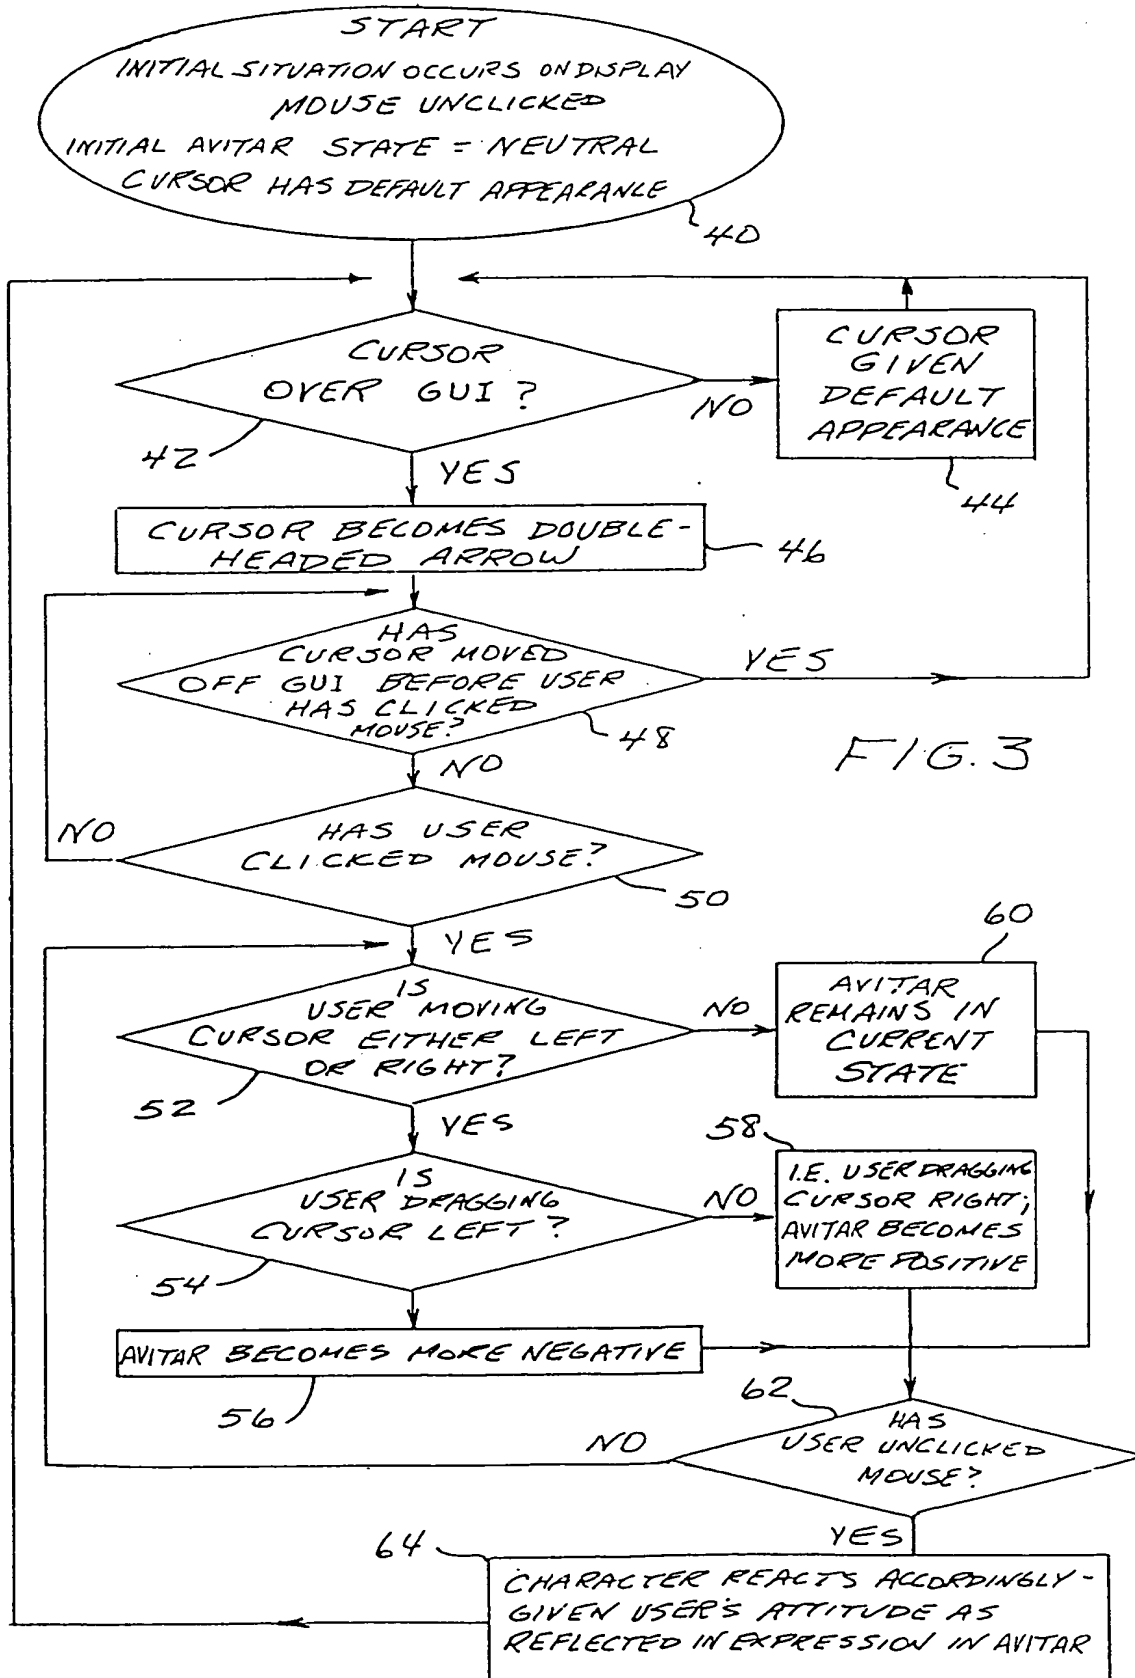 START
INITIAL SITUATION OCCURS ON DISPLAY
MOUSE UNCLICKED
INITIAL AVITAR STATE = NEUTRAL
CURSOR HAS DEFAULT APPEARANCE
40
CURSOR
OVER GUI?
42
NO
CURSOR
GIVEN
DEFAULT
APPEARANCE
44
YES
CURSOR BECOMES DOUBLE-
HEADED ARROW
46
HAS
CURSOR MOVED
OFF GUI BEFORE USER
HAS CLICKED
MOUSE?
YES
48
FIG. 3
NO
HAS USER
CLICKED MOUSE?
NO
50
YES
IS
USER MOVING
CURSOR EITHER LEFT
OR RIGHT?
52
NO
60
AVITAR
REMAINS IN
CURRENT
STATE
YES
IS
USER DRAGGING
CURSOR LEFT?
54
NO
58
I.E. USER DRAGGING
CURSOR RIGHT;
AVITAR BECOMES
MORE POSITIVE
AVITAR BECOMES MORE NEGATIVE
56
62
HAS
USER UNCLICKED
MOUSE?
NO
YES
64
CHARACTER REACTS ACCORDINGLY-
GIVEN USER'S ATTITUDE AS
REFLECTED IN EXPRESSION IN AVITAR